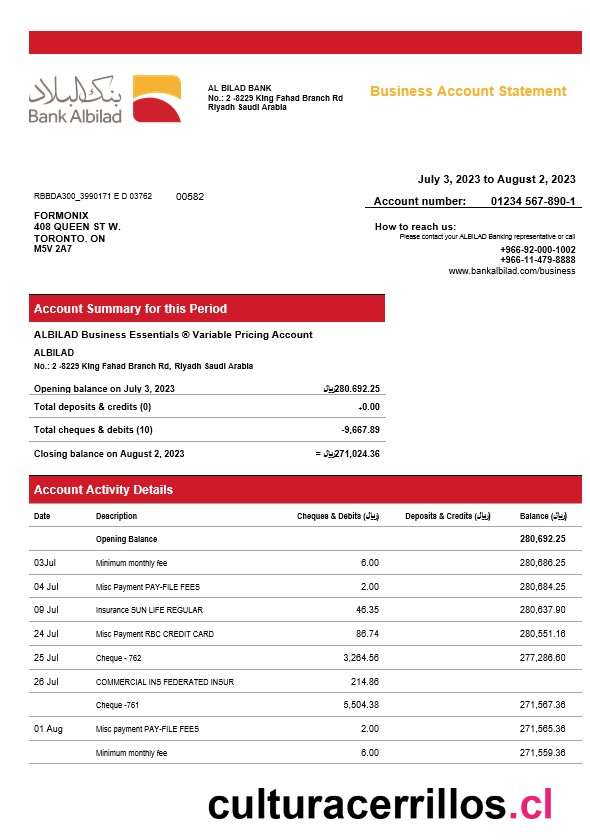 بنك البلاد
Bank Albilad
AL BILAD BANK
No.: 2 -8229 King Fahad Branch Rd
Riyadh Saudi Arabia
Business Account Statement
July 3, 2023 to August 2, 2023
RBBDA300_3990171 E D 03762 00582
Account number: 01234 567-890-1
FORMONIX
408 QUEEN ST W.
TORONTO. ON
M5V 2A7
How to reach us:
Please contact your ALBILAD Banking representative or call
+966-92-000-1002
+966-11-479-8888
www.bankalbilad.com/business
Account Summary for this Period
ALBILAD Business Essentials ® Variable Pricing Account
ALBILAD
No.: 2 -8229 King Fahad Branch Rd, Riyadh Saudi Arabia
Opening balance on July 3, 2023 ﷼280.692.25
Total deposits & credits (0) +0.00
Total cheques & debits (10) -9,667.89
Closing balance on August 2, 2023 = ﷼271,024.36
Account Activity Details
Date Description Cheques & Debits (﷼) Deposits & Credits (﷼) Balance (﷼)
Opening Balance 280,692.25
03Jul Minimum monthly fee 6.00 280,686.25
04 Jul Misc Payment PAY-FILE FEES 2.00 280,684.25
09 Jul Insurance SUN LIFE REGULAR 46.35 280,637.90
24 Jul Misc Payment RBC CREDIT CARD 86.74 280,551.16
25 Jul Cheque - 762 3,264.56 277,286.60
26 Jul COMMERCIAL INS FEDERATED INSUR 214.86
Cheque -761 5,504.38 271,567.36
01 Aug Misc payment PAY-FILE FEES 2.00 271,565.36
Minimum monthly fee 6.00 271,559.36
culturacerrillos.cl